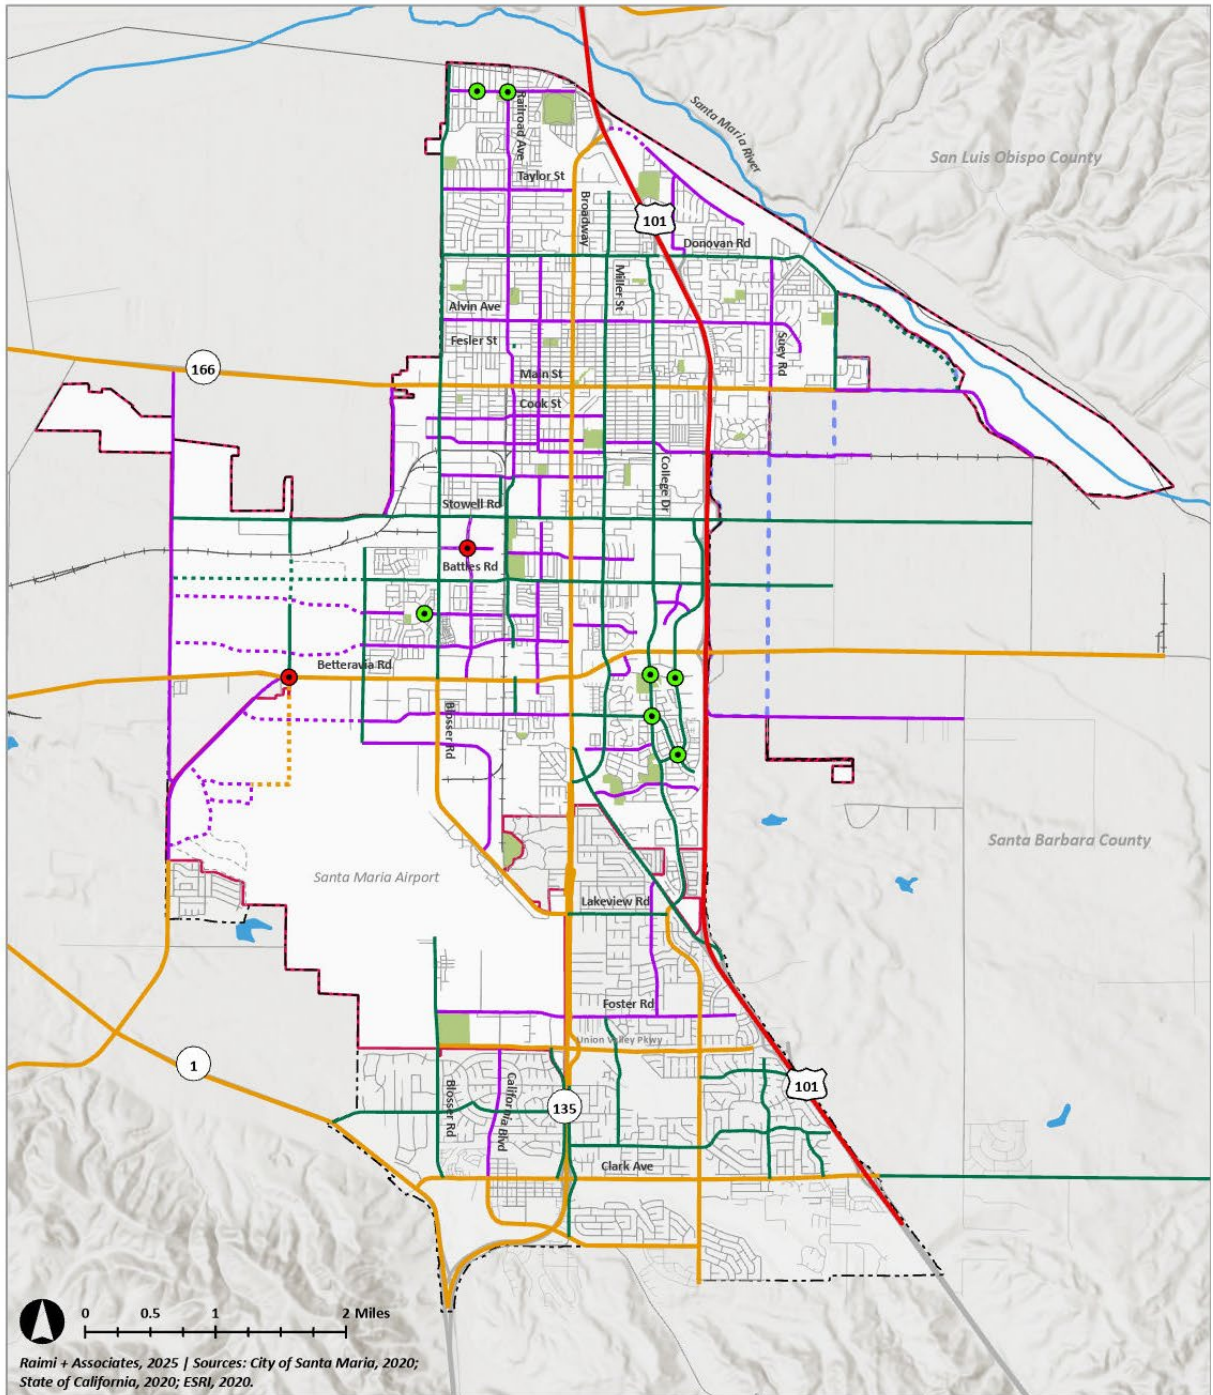 Santa Maria River
San Luis Obispo County
Railroad Ave
Taylor St
Broadway
101
Donovan Rd
Miller St
Alvin Ave
Fesler St
Suey Rd
166
Main St
Cook St
College Dr
Stowell Rd
Battles Rd
Betteravia Rd
Blosser Rd
Santa Barbara County
Santa Maria Airport
Lakeview Rd
Foster Rd
Union Valley Pkwy
1
101
Blosser Rd
California Blvd
135
Clark Ave
0 0.5 1 2 Miles
Raimi + Associates, 2025 | Sources: City of Santa Maria, 2020;
State of California, 2020; ESRI, 2020.